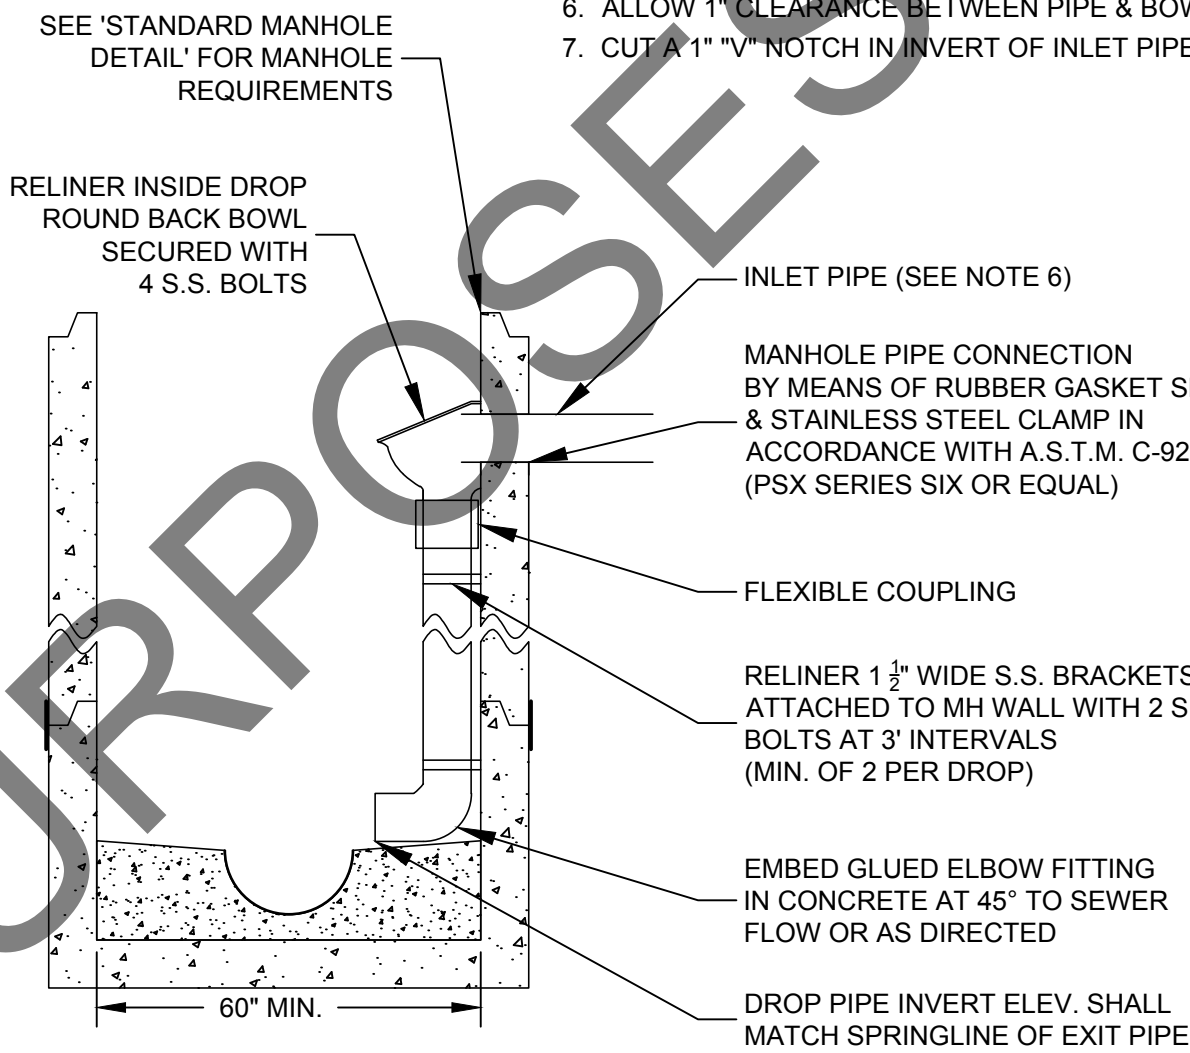 6. ALLOW 1" CLEARANCE BETWEEN PIPE &
7. CUT A 1" "V" NOTCH IN INVERT OF INLET PIPE
SEE 'STANDARD MANHOLE
DETAIL' FOR MANHOLE
REQUIREMENTS
RELINER INSIDE DROP
ROUND BACK BOWL
SECURED WITH
4 S.S. BOLTS
INLET PIPE (SEE NOTE 6)
MANHOLE PIPE CONNECTION
BY MEANS OF RUBBER GASKET
& STAINLESS STEEL CLAMP IN
ACCORDANCE WITH A.S.T.M. C-92
(PSX SERIES SIX OR EQUAL)
FLEXIBLE COUPLING
RELINER 1 1/2" WIDE S.S. BRACKETS
ATTACHED TO MH WALL WITH 2 S
BOLTS AT 3' INTERVALS
(MIN. OF 2 PER DROP)
EMBED GLUED ELBOW FITTING
IN CONCRETE AT 45° TO SEWER
FLOW OR AS DIRECTED
DROP PIPE INVERT ELEV. SHALL
MATCH SPRINGLINE OF EXIT PIPE
60" MIN.
URPOSES